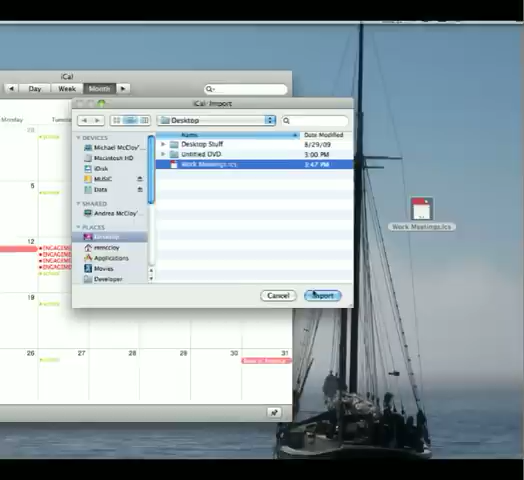 iCal
Day Week Month
iCal: Import
Desktop
Monday
Name
Date Modified
DEVICES
Michael McCloy'...
Macintosh HD
iDisk
MUSIC
Data
SHARED
Andrea McCloy'...
PLACES
Desktop
mmccloy
Applications
Movies
Developer
Desktop Stuff
8/29/09
Untitled DVD
3:00 PM
Work Meetings.ics
2:47 PM
Cancel
Import
Work Meetings.ics
5
12
19
26
27
28
29
30
31